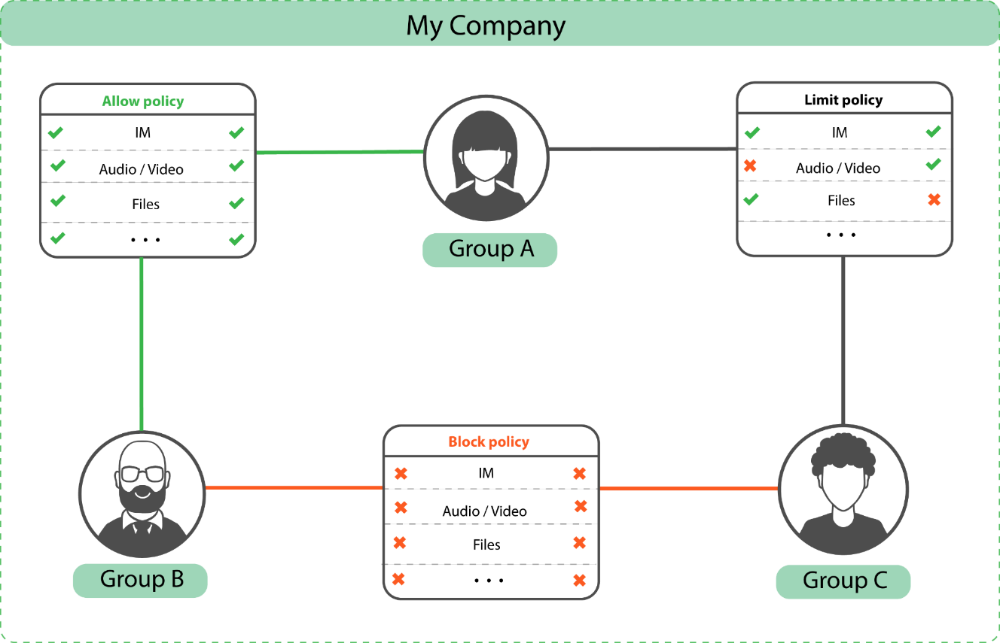 My Company
Allow policy
IM
Audio / Video
Files
. . .
Group A
Limit policy
IM
Audio / Video
Files
. . .
Group B
Block policy
IM
Audio / Video
Files
. . .
Group C